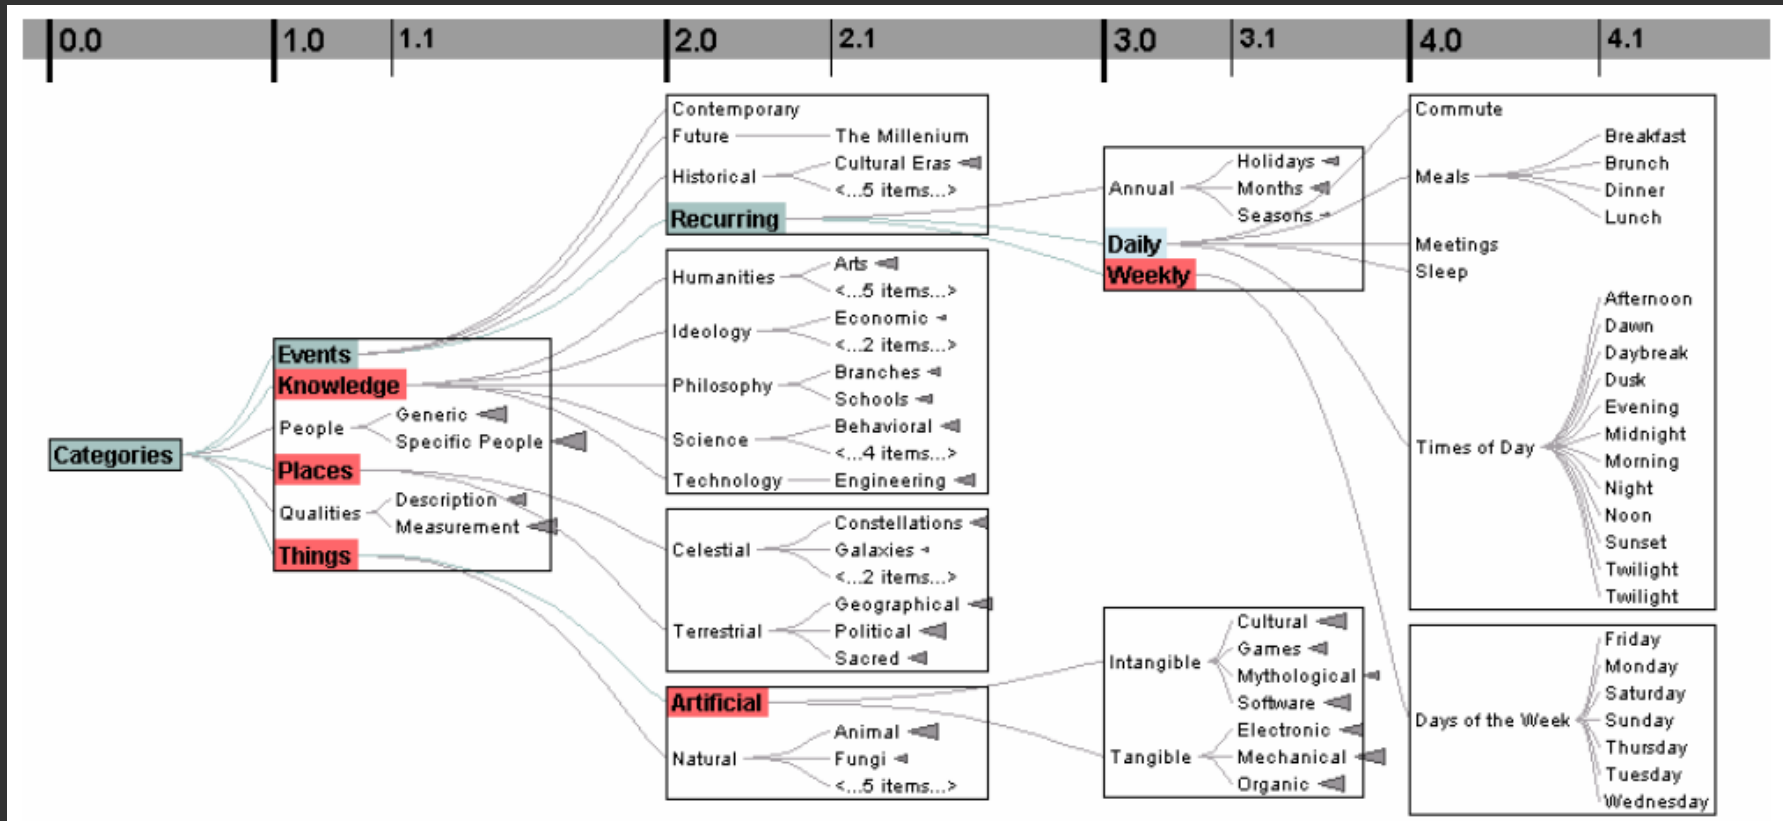 0.0
1.0
1.1
2.0
2.1
3.0
3.1
4.0
4.1
Categories
Events
Knowledge
People
Generic
Specific People
Places
Qualities
Description
Measurement
Things
Contemporary
Future
The Millenium
Historical
Cultural Eras
<...5 items...>
Recurring
Humanities
Arts
<...5 items...>
Ideology
Economic
<...2 items...>
Philosophy
Branches
Schools
Science
Behavioral
<...4 items...>
Technology
Engineering
Celestial
Constellations
Galaxies
<...2 items...>
Terrestrial
Geographical
Political
Sacred
Artificial
Natural
Animal
Fungi
<...5 items...>
Annual
Holidays
Months
Seasons
Daily
Weekly
Intangible
Cultural
Games
Mythological
Software
Tangible
Electronic
Mechanical
Organic
Commute
Meals
Breakfast
Brunch
Dinner
Lunch
Meetings
Sleep
Times of Day
Afternoon
Dawn
Daybreak
Dusk
Evening
Midnight
Morning
Night
Noon
Sunset
Twilight
Twilight
Days of the Week
Friday
Monday
Saturday
Sunday
Thursday
Tuesday
Wednesday